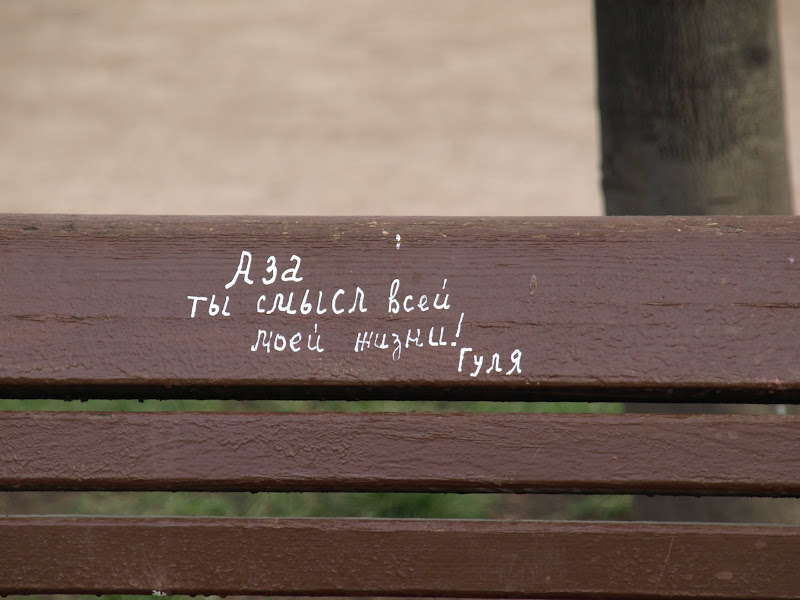 Аза
ты смысл всей
моей жизни!
Гуля